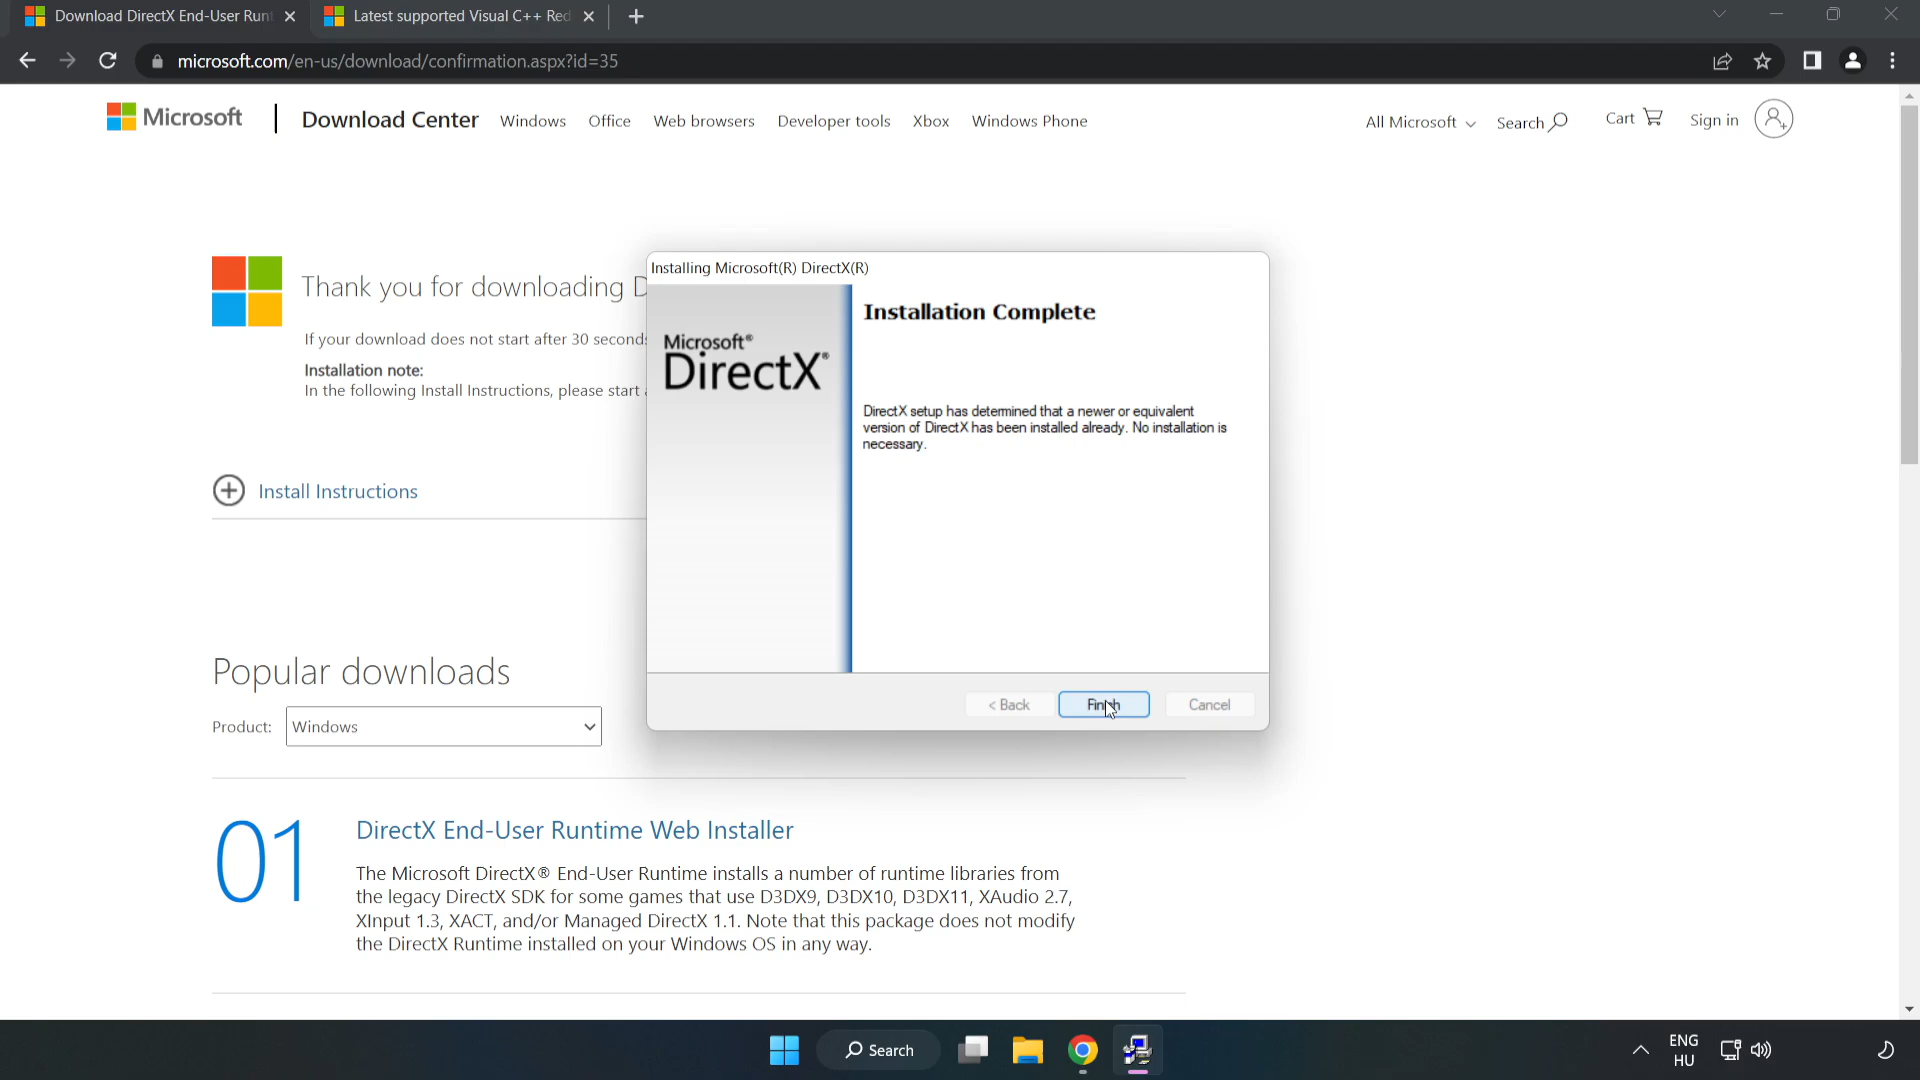 Download DirectX End-User Runt
Latest supported Visual C++ Red
microsoft.com/en-us/download/confirmation.aspx?id=35
Microsoft
Download Center
Windows
Office
Web browsers
Developer tools
Xbox
Windows Phone
All Microsoft
Search
Cart
Sign in
Thank you for downloading D
If your download does not start after 30 seconds
Installation note:
In the following Install Instructions, please start a
Install Instructions
Installing Microsoft(R) DirectX(R)
Microsoft®
DirectX®
Installation Complete
DirectX setup has determined that a newer or equivalent
version of DirectX has been installed already. No installation is
necessary.
< Back
Finish
Cancel
Popular downloads
Product:
Windows
01
DirectX End-User Runtime Web Installer
The Microsoft DirectX® End-User Runtime installs a number of runtime libraries from
the legacy DirectX SDK for some games that use D3DX9, D3DX10, D3DX11, XAudio 2.7,
XInput 1.3, XACT, and/or Managed DirectX 1.1. Note that this package does not modify
the DirectX Runtime installed on your Windows OS in any way.
Search
ENG
HU